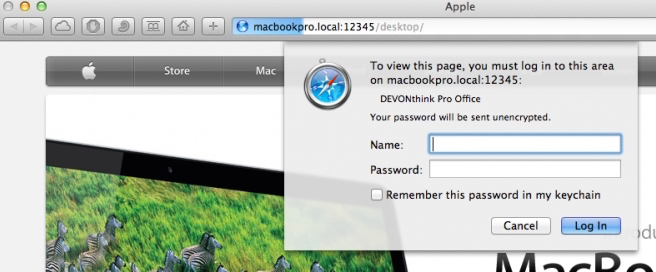 Apple
macbookpro.local:12345/desktop/
Store
Mac
To view this page, you must log in to this area
on macbookpro.local:12345:
DEVONthink Pro Office
Your password will be sent unencrypted.
Name:
Password:
Remember this password in my keychain
Cancel
Log In
MacBo